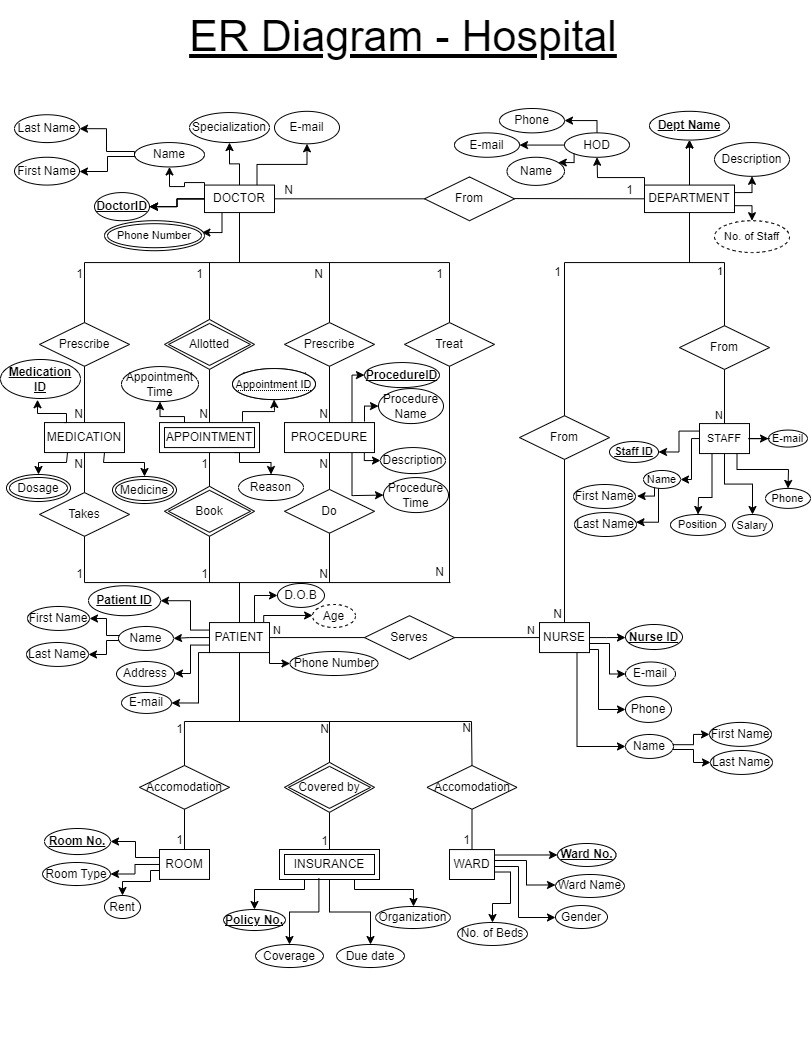 ER Diagram - Hospital
Last Name
First Name
Name
Specialization
E-mail
DoctorID
Phone Number
DOCTOR
N
From
1
Phone
E-mail
HOD
Name
Dept Name
Description
DEPARTMENT
No. of Staff
1
1
N
1
1
1
Prescribe
Allotted
Prescribe
Treat
From
From
Medication
ID
Appointment
Time
Appointment ID
ProcedureID
Procedure
Name
Description
Procedure
Time
N
N
N
N
MEDICATION
APPOINTMENT
PROCEDURE
STAFF
E-mail
Staff ID
Name
First Name
Last Name
Position
Salary
Phone
Dosage
Medicine
Reason
N
1
N
Takes
Book
Do
1
1
N
N
N
Patient ID
First Name
Name
Last Name
Address
E-mail
D.O.B
Age
PATIENT
N
Phone Number
Serves
N
NURSE
Nurse ID
E-mail
Phone
Name
First Name
Last Name
1
N
N
Accomodation
Covered by
Accomodation
1
1
1
ROOM
INSURANCE
WARD
Room No.
Room Type
Rent
Policy No.
Coverage
Due date
Organization
Ward No.
Ward Name
Gender
No. of Beds